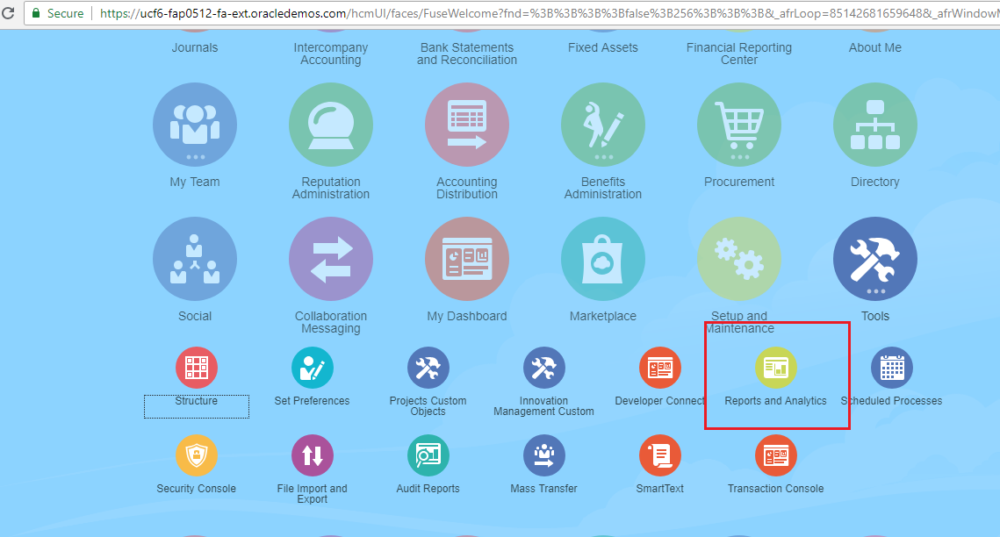 Secure https://ucf6-fap0512-fa-ext.oracledemos.com/hcmUI/faces/FuseWelcome?fnd=%3B%3B%3B%3Bfalse%3B256%3B%3B%3B&_afrLoop=85142681659648&_afrWindowM
Journals
Intercompany
Accounting
Bank Statements
and Reconciliation
Fixed Assets
Financial Reporting
Center
About Me
My Team
Reputation
Administration
Accounting
Distribution
Benefits
Administration
Procurement
Directory
Social
Collaboration
Messaging
My Dashboard
Marketplace
Setup and
Maintenance
Tools
Structure
Set Preferences
Projects Custom
Objects
Innovation
Management Custom
Developer Connect
Reports and Analytics
Scheduled Processes
Security Console
File Import and
Export
Audit Reports
Mass Transfer
SmartText
Transaction Console